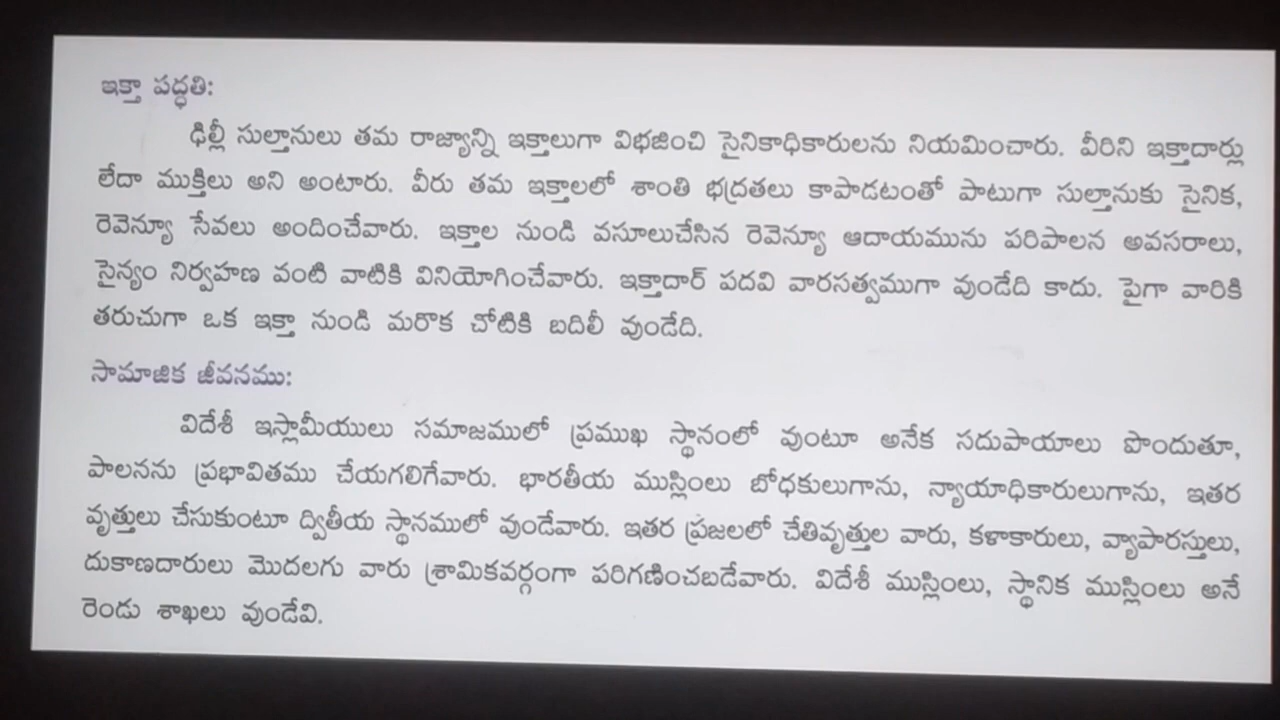 ఇక్తా పద్ధతి:
ఢిల్లీ సుల్తానులు తమ రాజ్యాన్ని ఇక్తాలుగా విభజించి సైనికాధికారులను నియమించారు. వీరిని ఇక్తాదార్లు
లేదా ముక్తిలు అని అంటారు. వీరు తమ ఇక్తాలలో శాంతి భద్రతలు కాపాడటంతో పాటుగా సుల్తానుకు సైనిక,
రెవెన్యూ సేవలు అందించేవారు. ఇక్తాల నుండి వసూలుచేసిన రెవెన్యూ ఆదాయమును పరిపాలన అవసరాలు,
సైన్యం నిర్వహణ వంటి వాటికి వినియోగించేవారు. ఇక్తాదార్ పదవి వారసత్వముగా వుండేది కాదు. పైగా వారికి
తరుచుగా ఒక ఇక్తా నుండి మరొక చోటికి బదిలీ వుండేది.
సామాజిక జీవనము:
విదేశీ ఇస్లామీయులు సమాజములో ప్రముఖ స్థానంలో వుంటూ అనేక సదుపాయాలు పొందుతూ,
పాలనను ప్రభావితము చేయగలిగేవారు. భారతీయ ముస్లింలు బోధకులుగాను, న్యాయాధికారులుగాను, ఇతర
వృత్తులు చేసుకుంటూ ద్వితీయ స్థానములో వుండేవారు. ఇతర ప్రజలలో చేతివృత్తుల వారు, కళాకారులు, వ్యాపారస్తులు,
దుకాణదారులు మొదలగు వారు శ్రామికవర్గంగా పరిగణించబడేవారు. విదేశీ ముస్లింలు, స్థానిక ముస్లింలు అనే
రెండు శాఖలు వుండేవి.